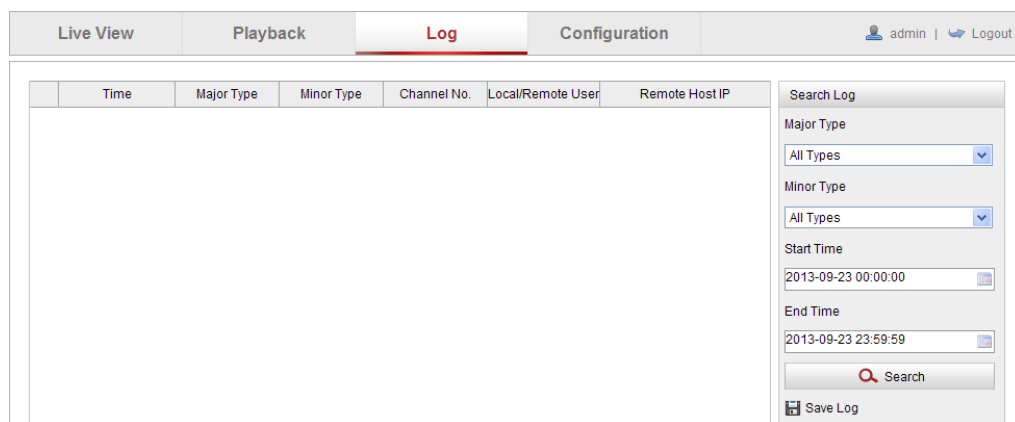 Live View Playback Log Configuration admin | Logout
Time Major Type Minor Type Channel No. Local/Remote User Remote Host IP
Search Log
Major Type
All Types
Minor Type
All Types
Start Time
2013-09-23 00:00:00
End Time
2013-09-23 23:59:59
Search
Save Log